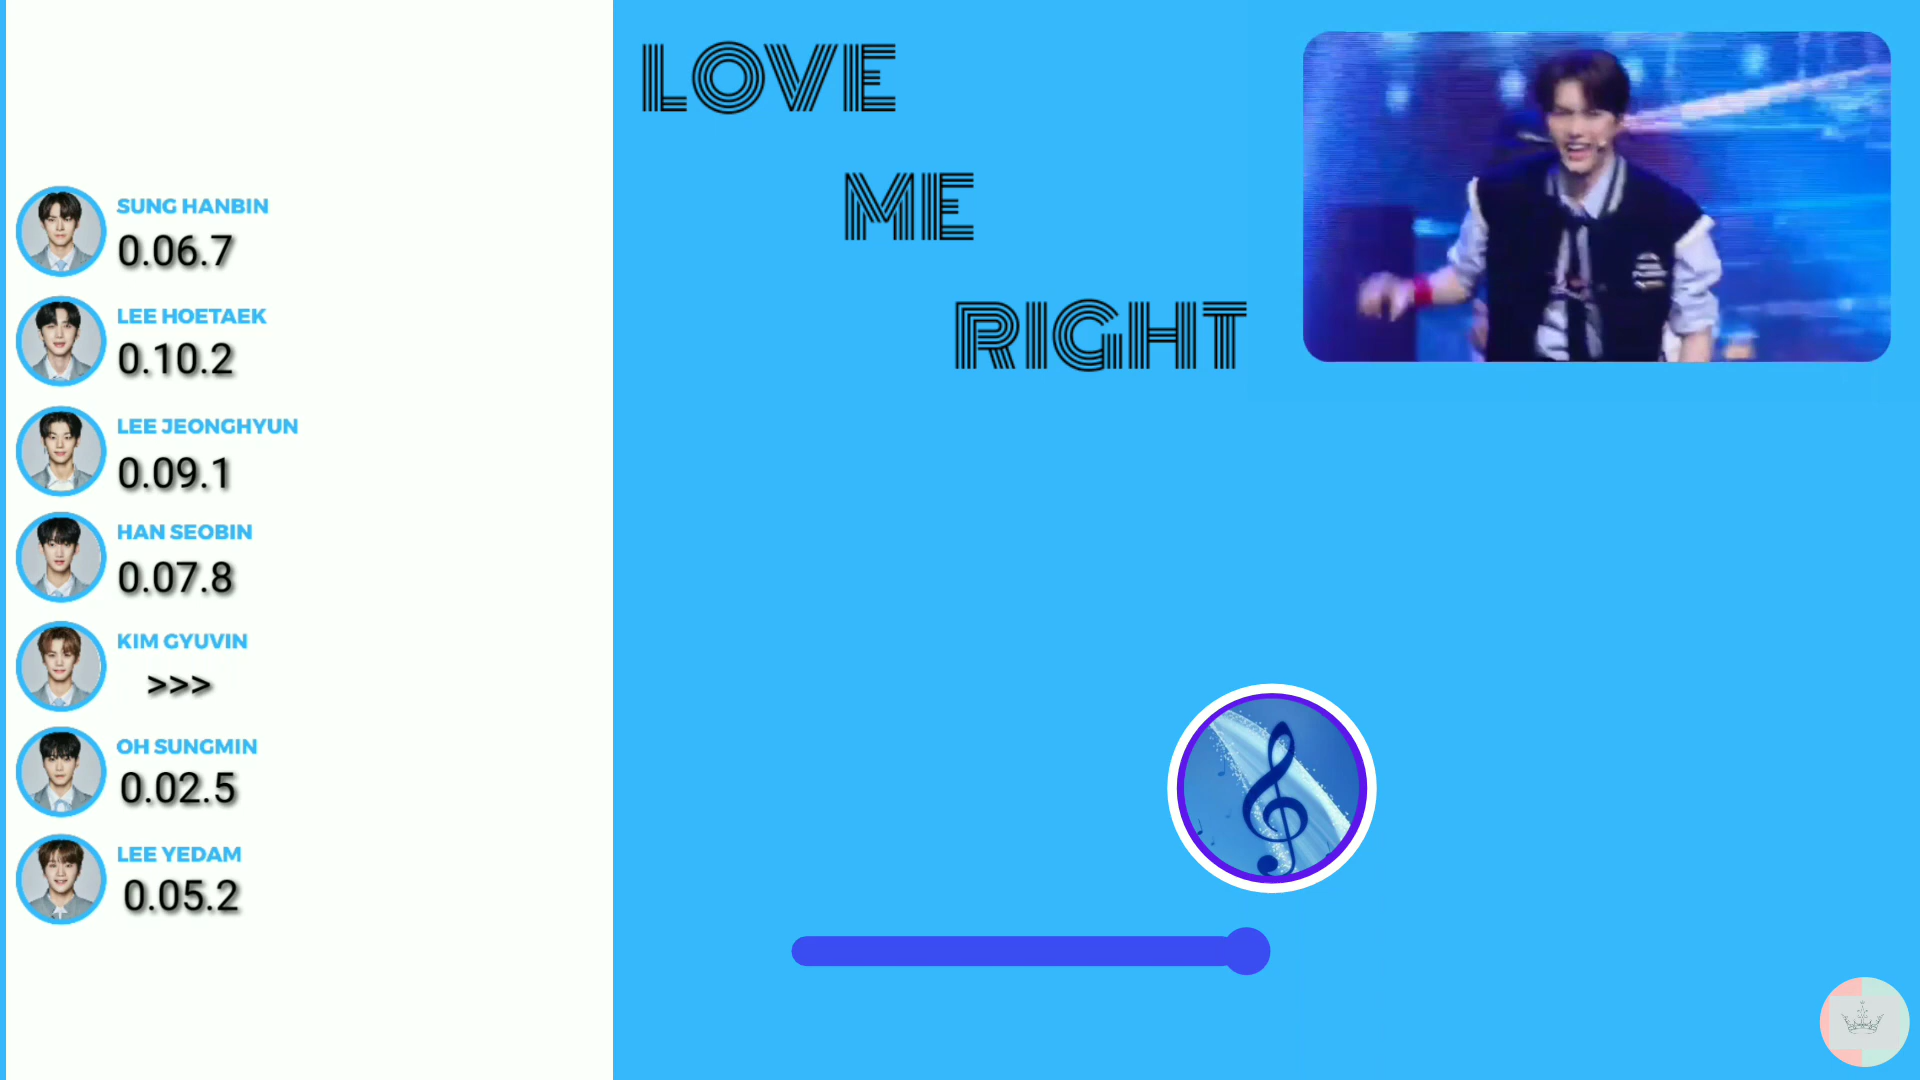 LOVE
ME
RIGHT
SUNG HANBIN
0.06.7
LEE HOETAEK
0.10.2
LEE JEONGHYUN
0.09.1
HAN SEOBIN
0.07.8
KIM GYUVIN
>>>
OH SUNGMIN
0.02.5
LEE YEDAM
0.05.2